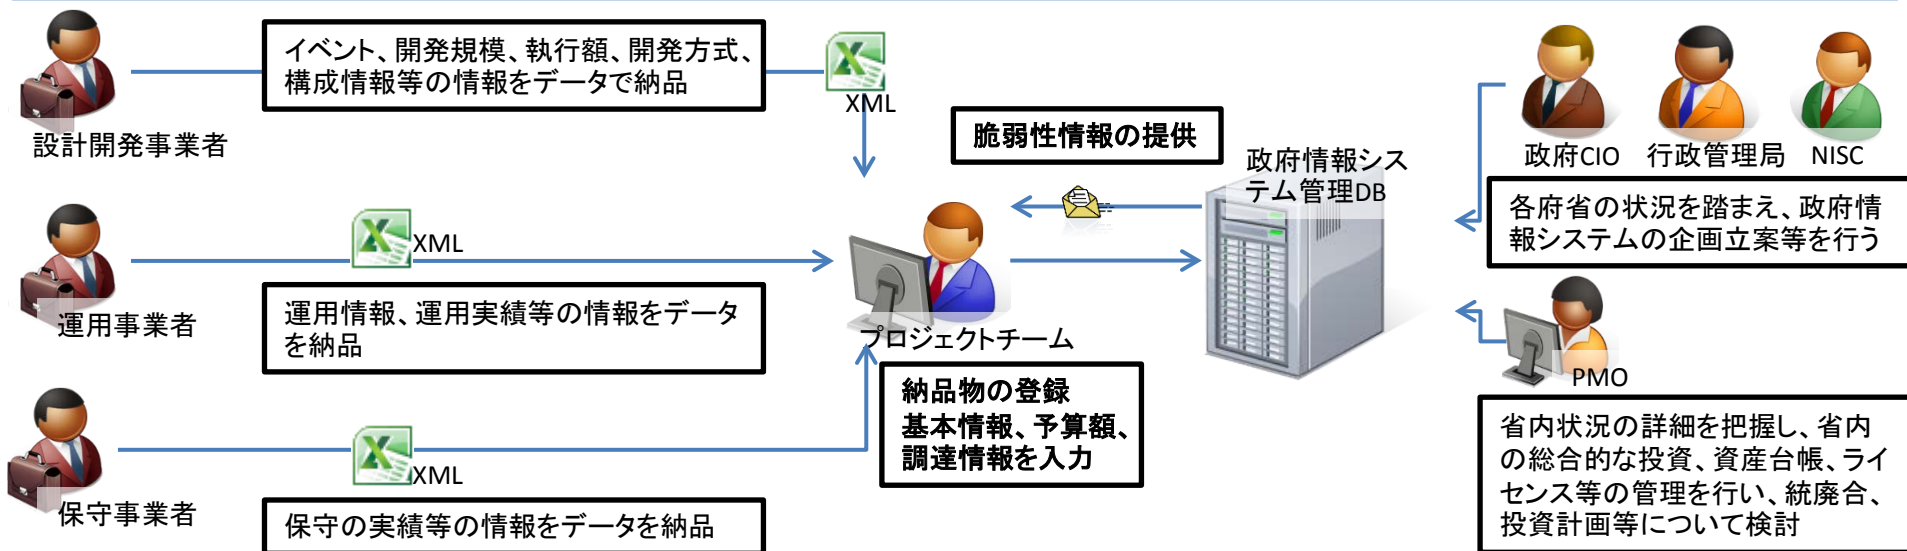 イベント、開発規模、執行額、開発方式、
構成情報等の情報をデータで納品
XML
設計開発事業者
脆弱性情報の提供
政府情報シス
テム管理DB
政府CIO
行政管理局
NISC
各府省の状況を踏まえ、政府情
報システムの企画立案等を行う
XML
運用事業者
運用情報、運用実績等の情報をデータ
を納品
プロジェクトチーム
納品物の登録
基本情報、予算額、
調達情報を入力
PMO
省内状況の詳細を把握し、省内
の総合的な投資、資産台帳、ライ
センス等の管理を行い、統廃合、
投資計画等について検討
XML
保守事業者
保守の実績等の情報をデータを納品